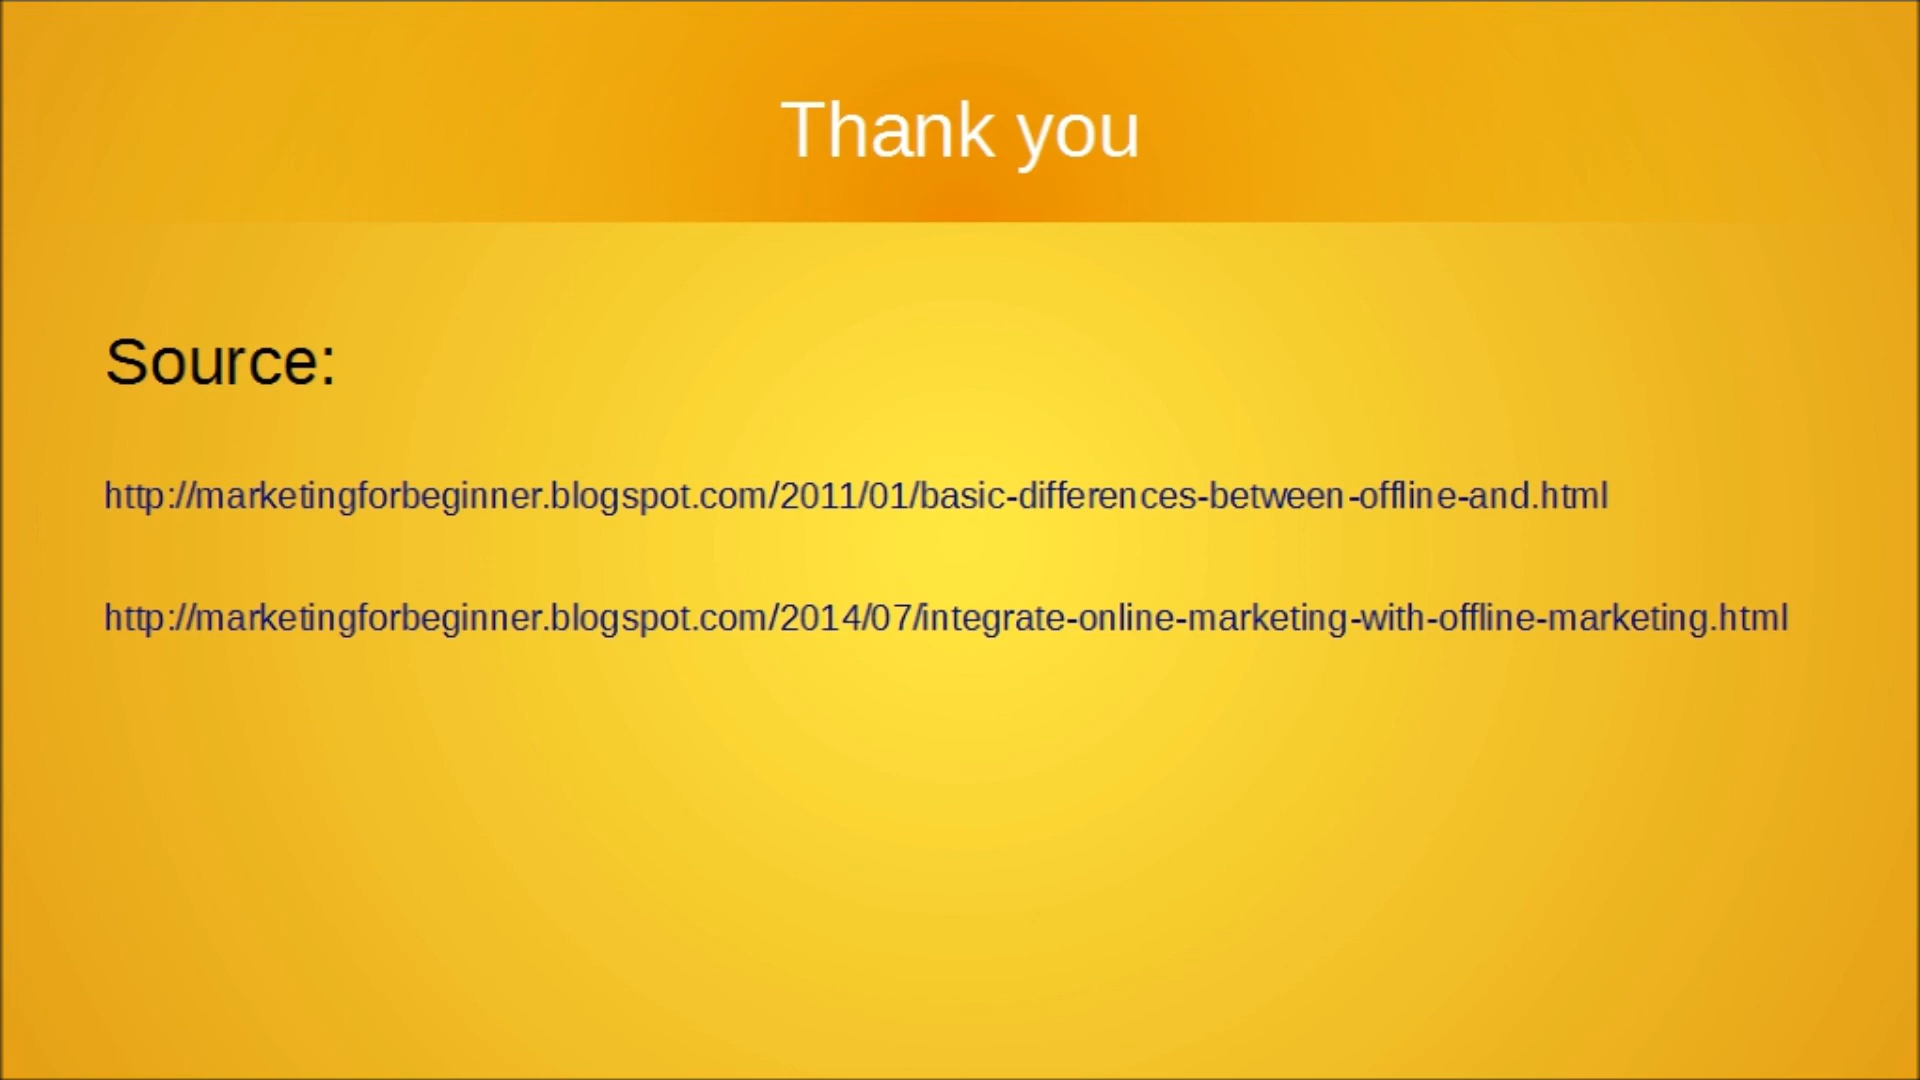 Thank you
Source:
http://marketingforbeginner.blogspot.com/2011/01/basic-differences-between-offline-and.html
http://marketingforbeginner.blogspot.com/2014/07/integrate-online-marketing-with-offline-marketing.html